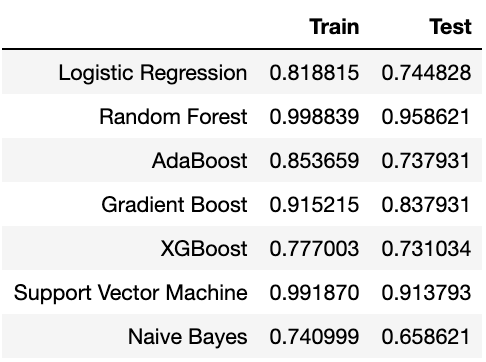 Train Test
Logistic Regression 0.818815 0.744828
Random Forest 0.998839 0.958621
AdaBoost 0.853659 0.737931
Gradient Boost 0.915215 0.837931
XGBoost 0.777003 0.731034
Support Vector Machine 0.991870 0.913793
Naive Bayes 0.740999 0.658621